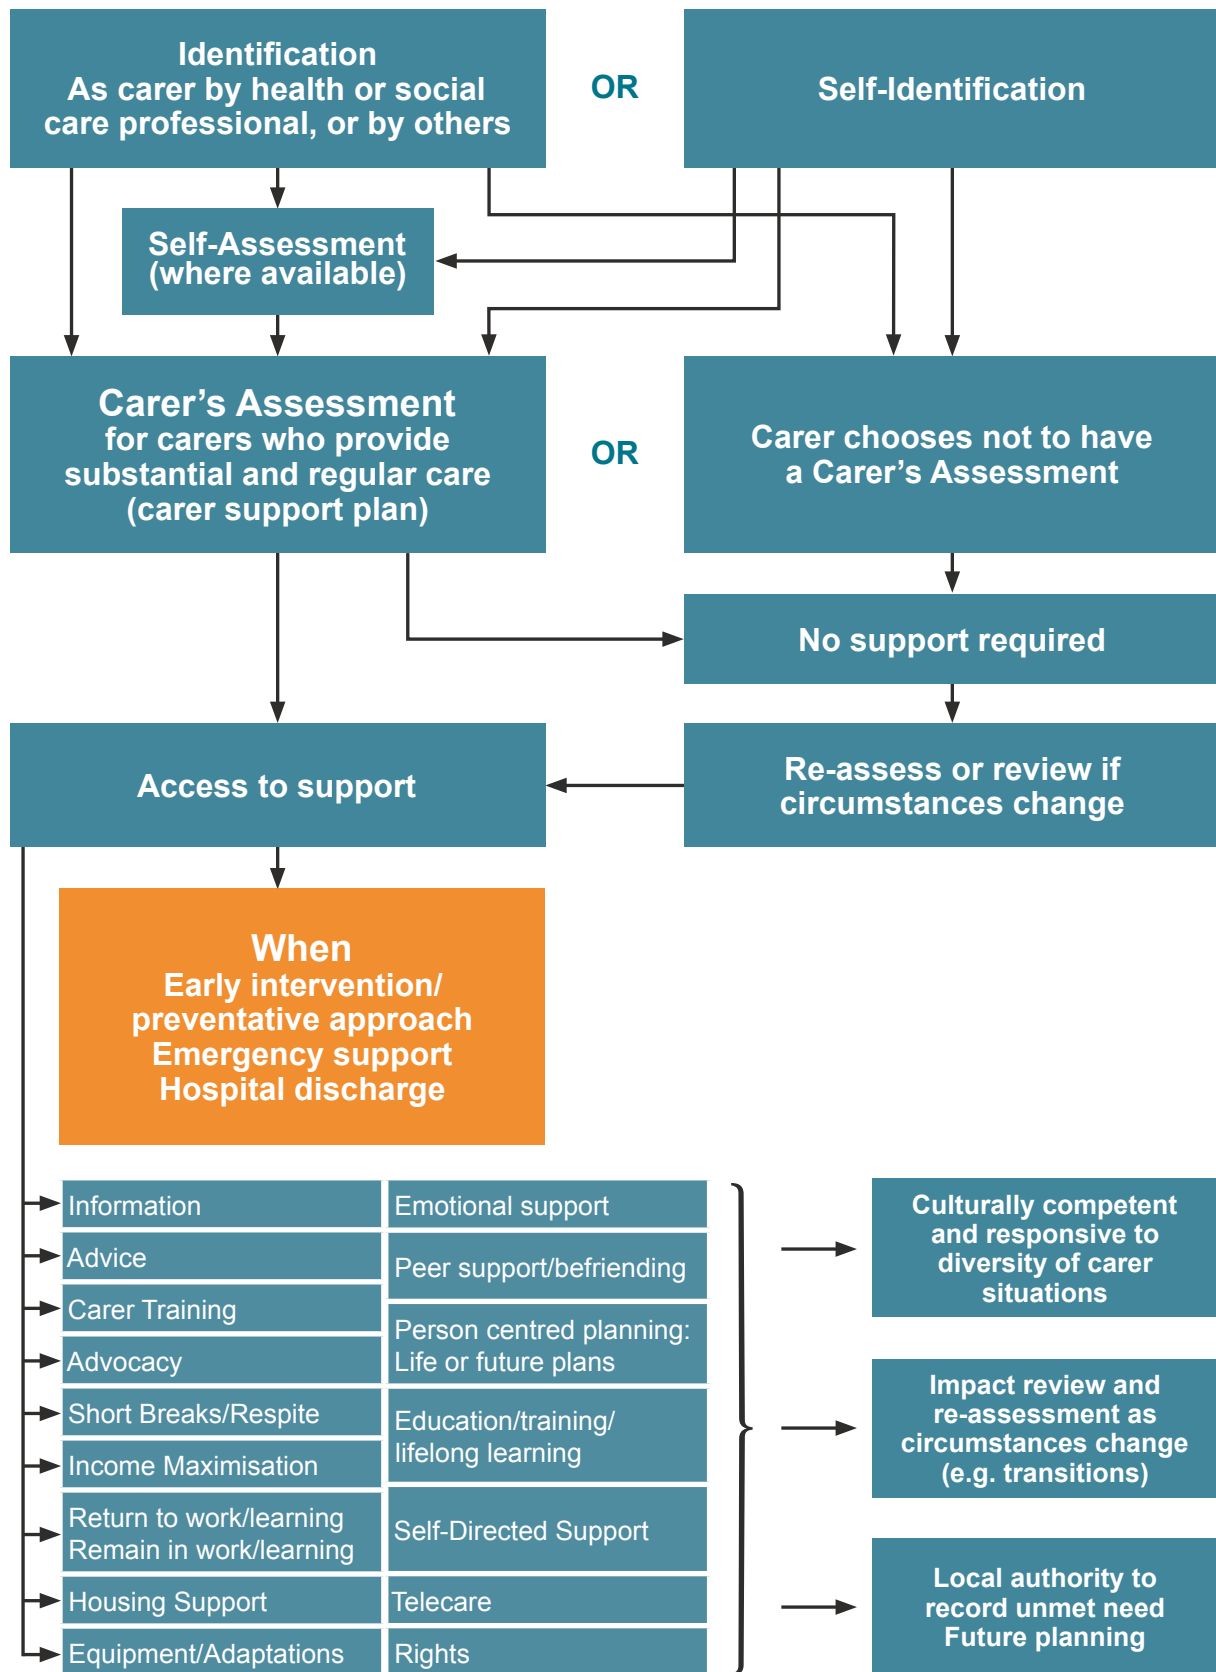 Identification
As carer by health or social
care professional, or by others
OR
Self-Identification
Self-Assessment
(where available)
Carer’s Assessment
for carers who provide
substantial and regular care
(carer support plan)
OR
Carer chooses not to have
a Carer’s Assessment
No support required
Access to support
Re-assess or review if
circumstances change
When
Early intervention/
preventative approach
Emergency support
Hospital discharge
Information
Advice
Carer Training
Advocacy
Short Breaks/Respite
Income Maximisation
Return to work/learning
Remain in work/learning
Housing Support
Equipment/Adaptations
Emotional support
Peer support/befriending
Person centred planning:
Life or future plans
Education/training/
lifelong learning
Self-Directed Support
Telecare
Rights
Culturally competent
and responsive to
diversity of carer
situations
Impact review and
re-assessment as
circumstances change
(e.g. transitions)
Local authority to
record unmet need
Future planning